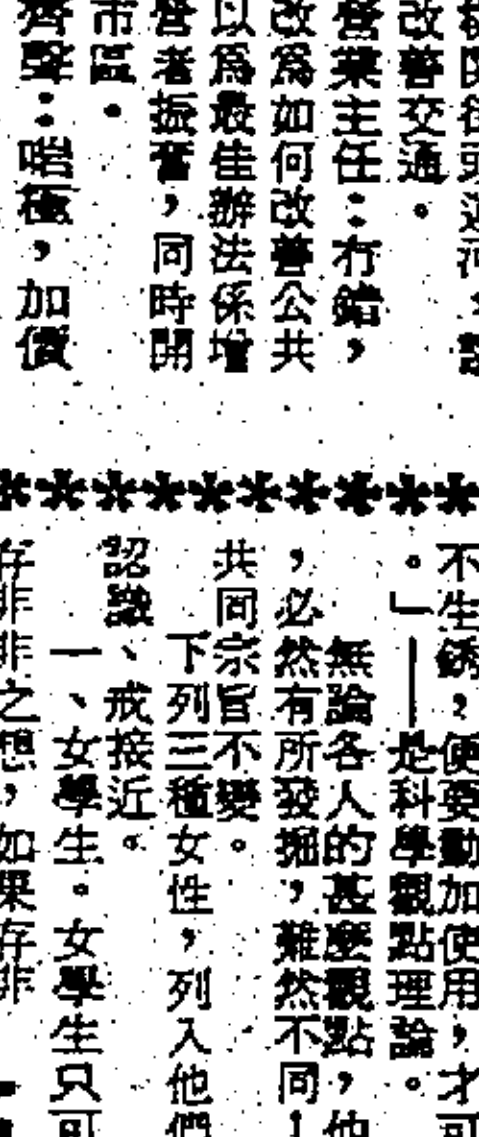 改善交通。
營業主任：冇錯，
改爲如何改善公共
以爲最佳辦法係增
營者振奮，同時開
市區。
齊聲：啱極，加價
不生銹，便要動加使用，才可
。」——是科學觀點理論。
無論各人的甚麼觀點，他
，必然有所發掘，難然不同！
共同宗旨不變。
下列三種女性，列入他們
認識、戒接近。
一、女學生。女學生只可
存非非之想，如果存非